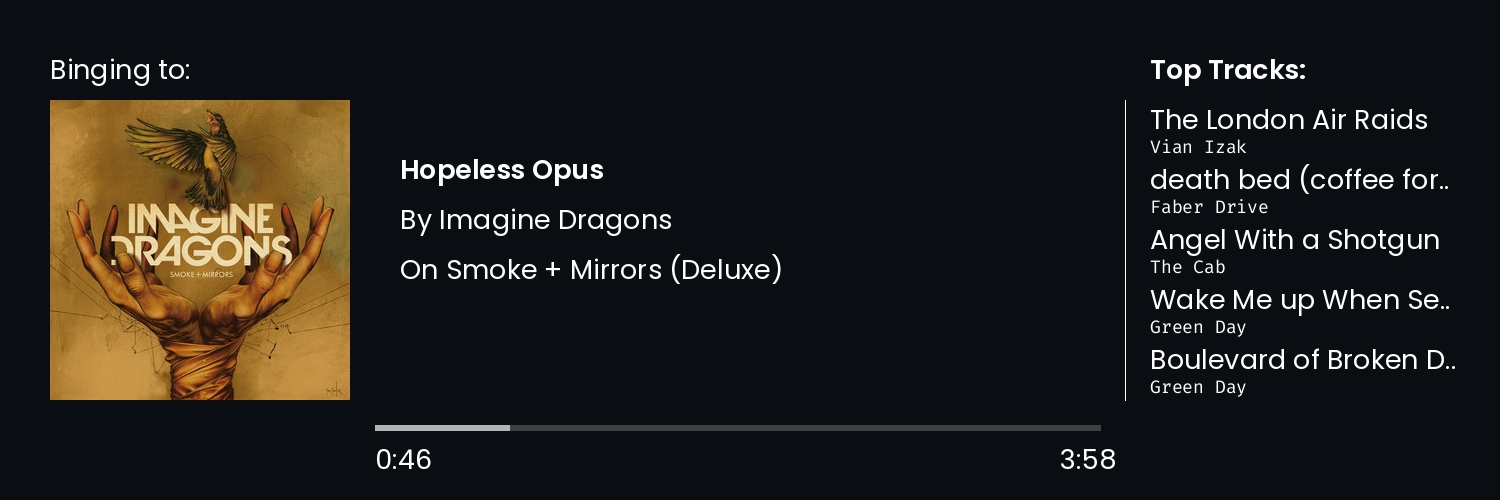 Binging to:
IMAGINE
DRAGONS
SMOKE + MIRRORS
Hopeless Opus
By Imagine Dragons
On Smoke + Mirrors (Deluxe)
0:46
3:58
Top Tracks:
The London Air Raids
Vian Izak
death bed (coffee for..
Faber Drive
Angel With a Shotgun
The Cab
Wake Me up When Se..
Green Day
Boulevard of Broken D..
Green Day